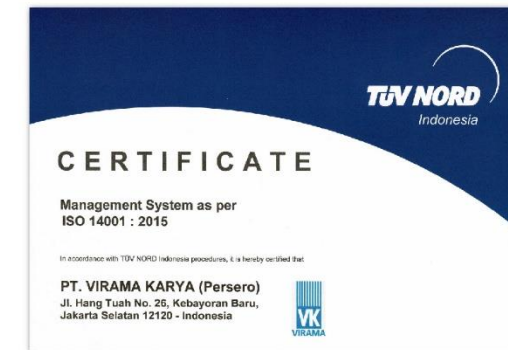 TÜV NORD
Indonesia
CERTIFICATE
Management System as per
ISO 14001 : 2015
In accordance with TÜV NORD Indonesia procedures, it is hereby certified that
PT. VIRAMA KARYA (Persero)
Jl. Hang Tuah No. 26, Kebayoran Baru,
Jakarta Selatan 12120 - Indonesia
VK
VIRAMA